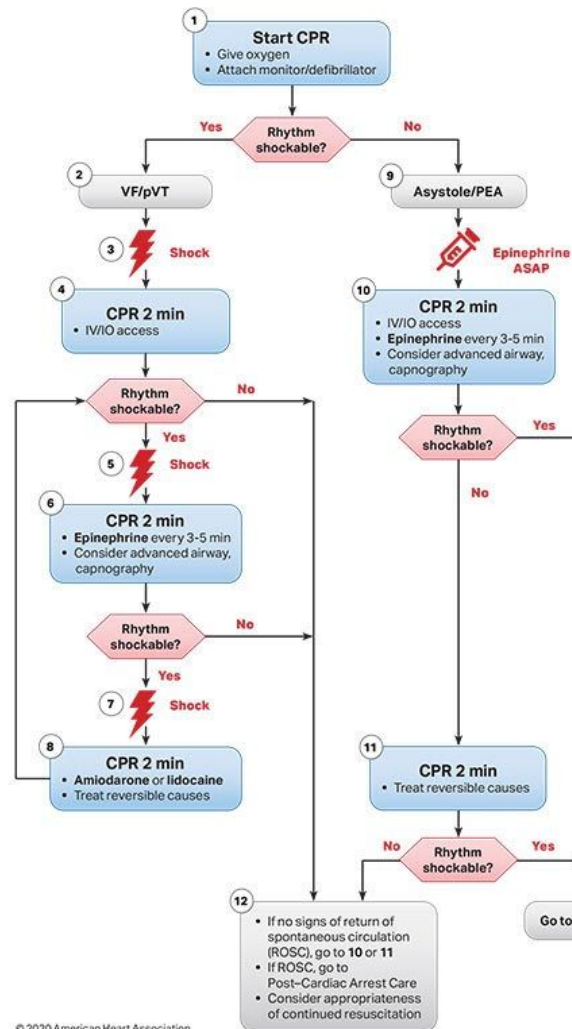 1
Start CPR
• Give oxygen
• Attach monitor/defibrillator
Rhythm
shockable?
Yes
No
2
VF/pVT
3
Shock
4
CPR 2 min
• IV/IO access
Rhythm
shockable?
No
Yes
5
Shock
6
CPR 2 min
• Epinephrine every 3-5 min
• Consider advanced airway,
capnography
Rhythm
shockable?
No
Yes
7
Shock
8
CPR 2 min
• Amiodarone or lidocaine
• Treat reversible causes
9
Asystole/PEA
Epinephrine
ASAP
10
CPR 2 min
• IV/IO access
• Epinephrine every 3-5 min
• Consider advanced airway,
capnography
Rhythm
shockable?
Yes
No
11
CPR 2 min
• Treat reversible causes
Rhythm
shockable?
No
Yes
12
• If no signs of return of
spontaneous circulation
(ROSC), go to 10 or 11
• If ROSC, go to
Post–Cardiac Arrest Care
• Consider appropriateness
of continued resuscitation
Go to
© 2020 American Heart Association